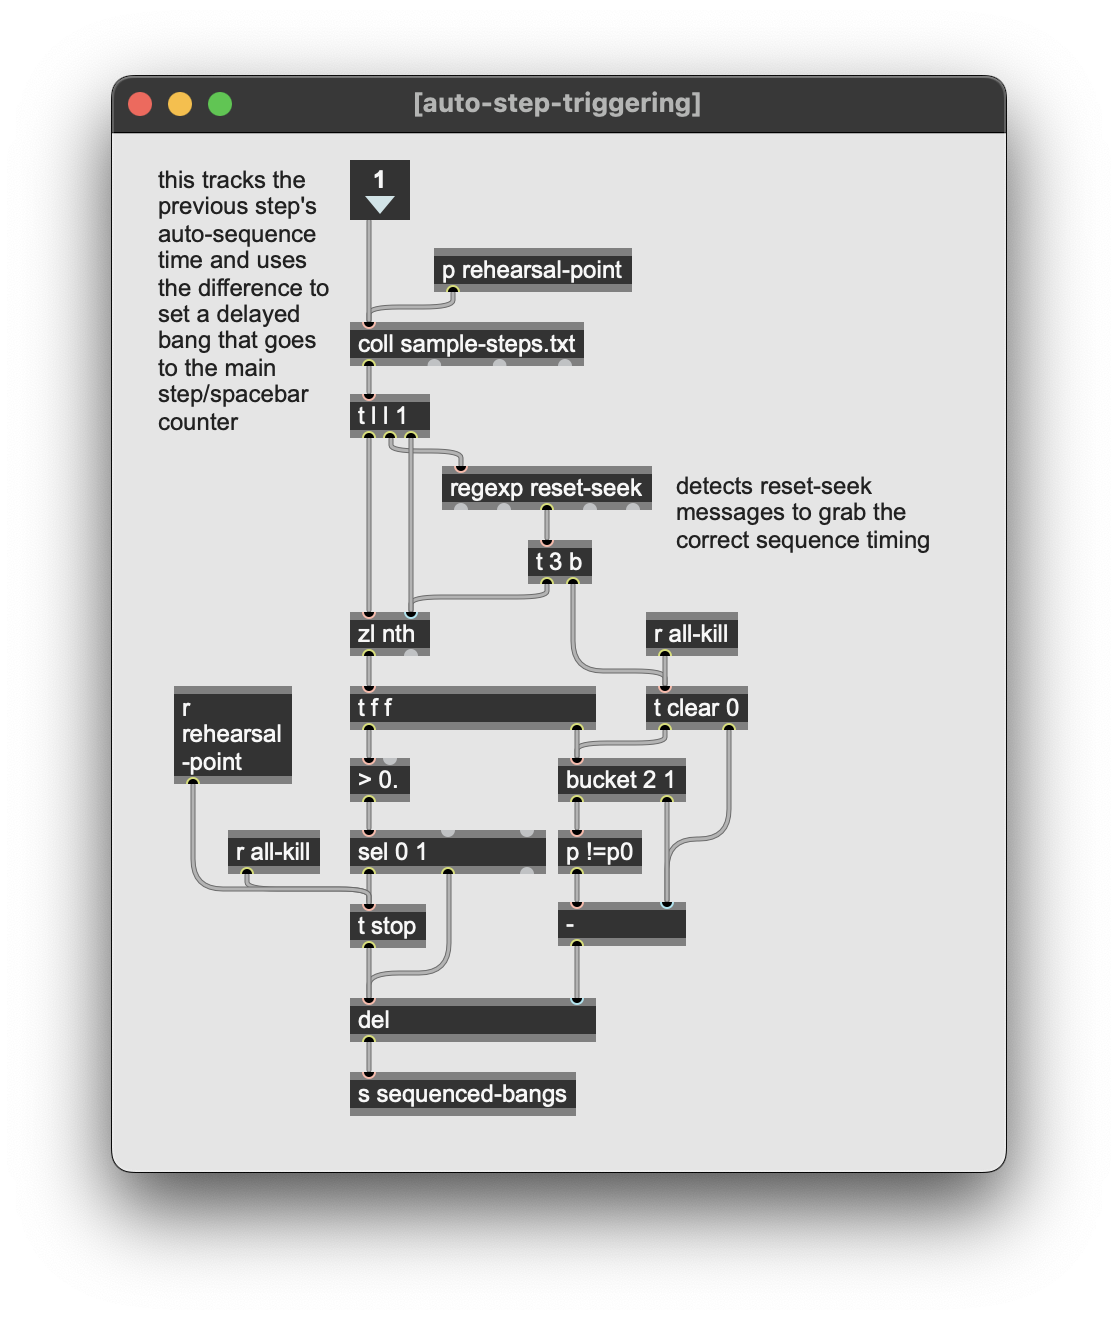 [auto-step-triggering]
this tracks the
previous step's
auto-sequence
time and uses
the difference to
set a delayed
bang that goes
to the main
step/spacebar
counter
1
p rehearsal-point
coll sample-steps.txt
t l l 1
regexp reset-seek
detects reset-seek
messages to grab the
correct sequence timing
t 3 b
zl nth
r all-kill
r
rehearsal
-point
t f f
t clear 0
> 0.
bucket 2 1
r all-kill
sel 0 1
p !=p0
t stop
-
del
s sequenced-bangs